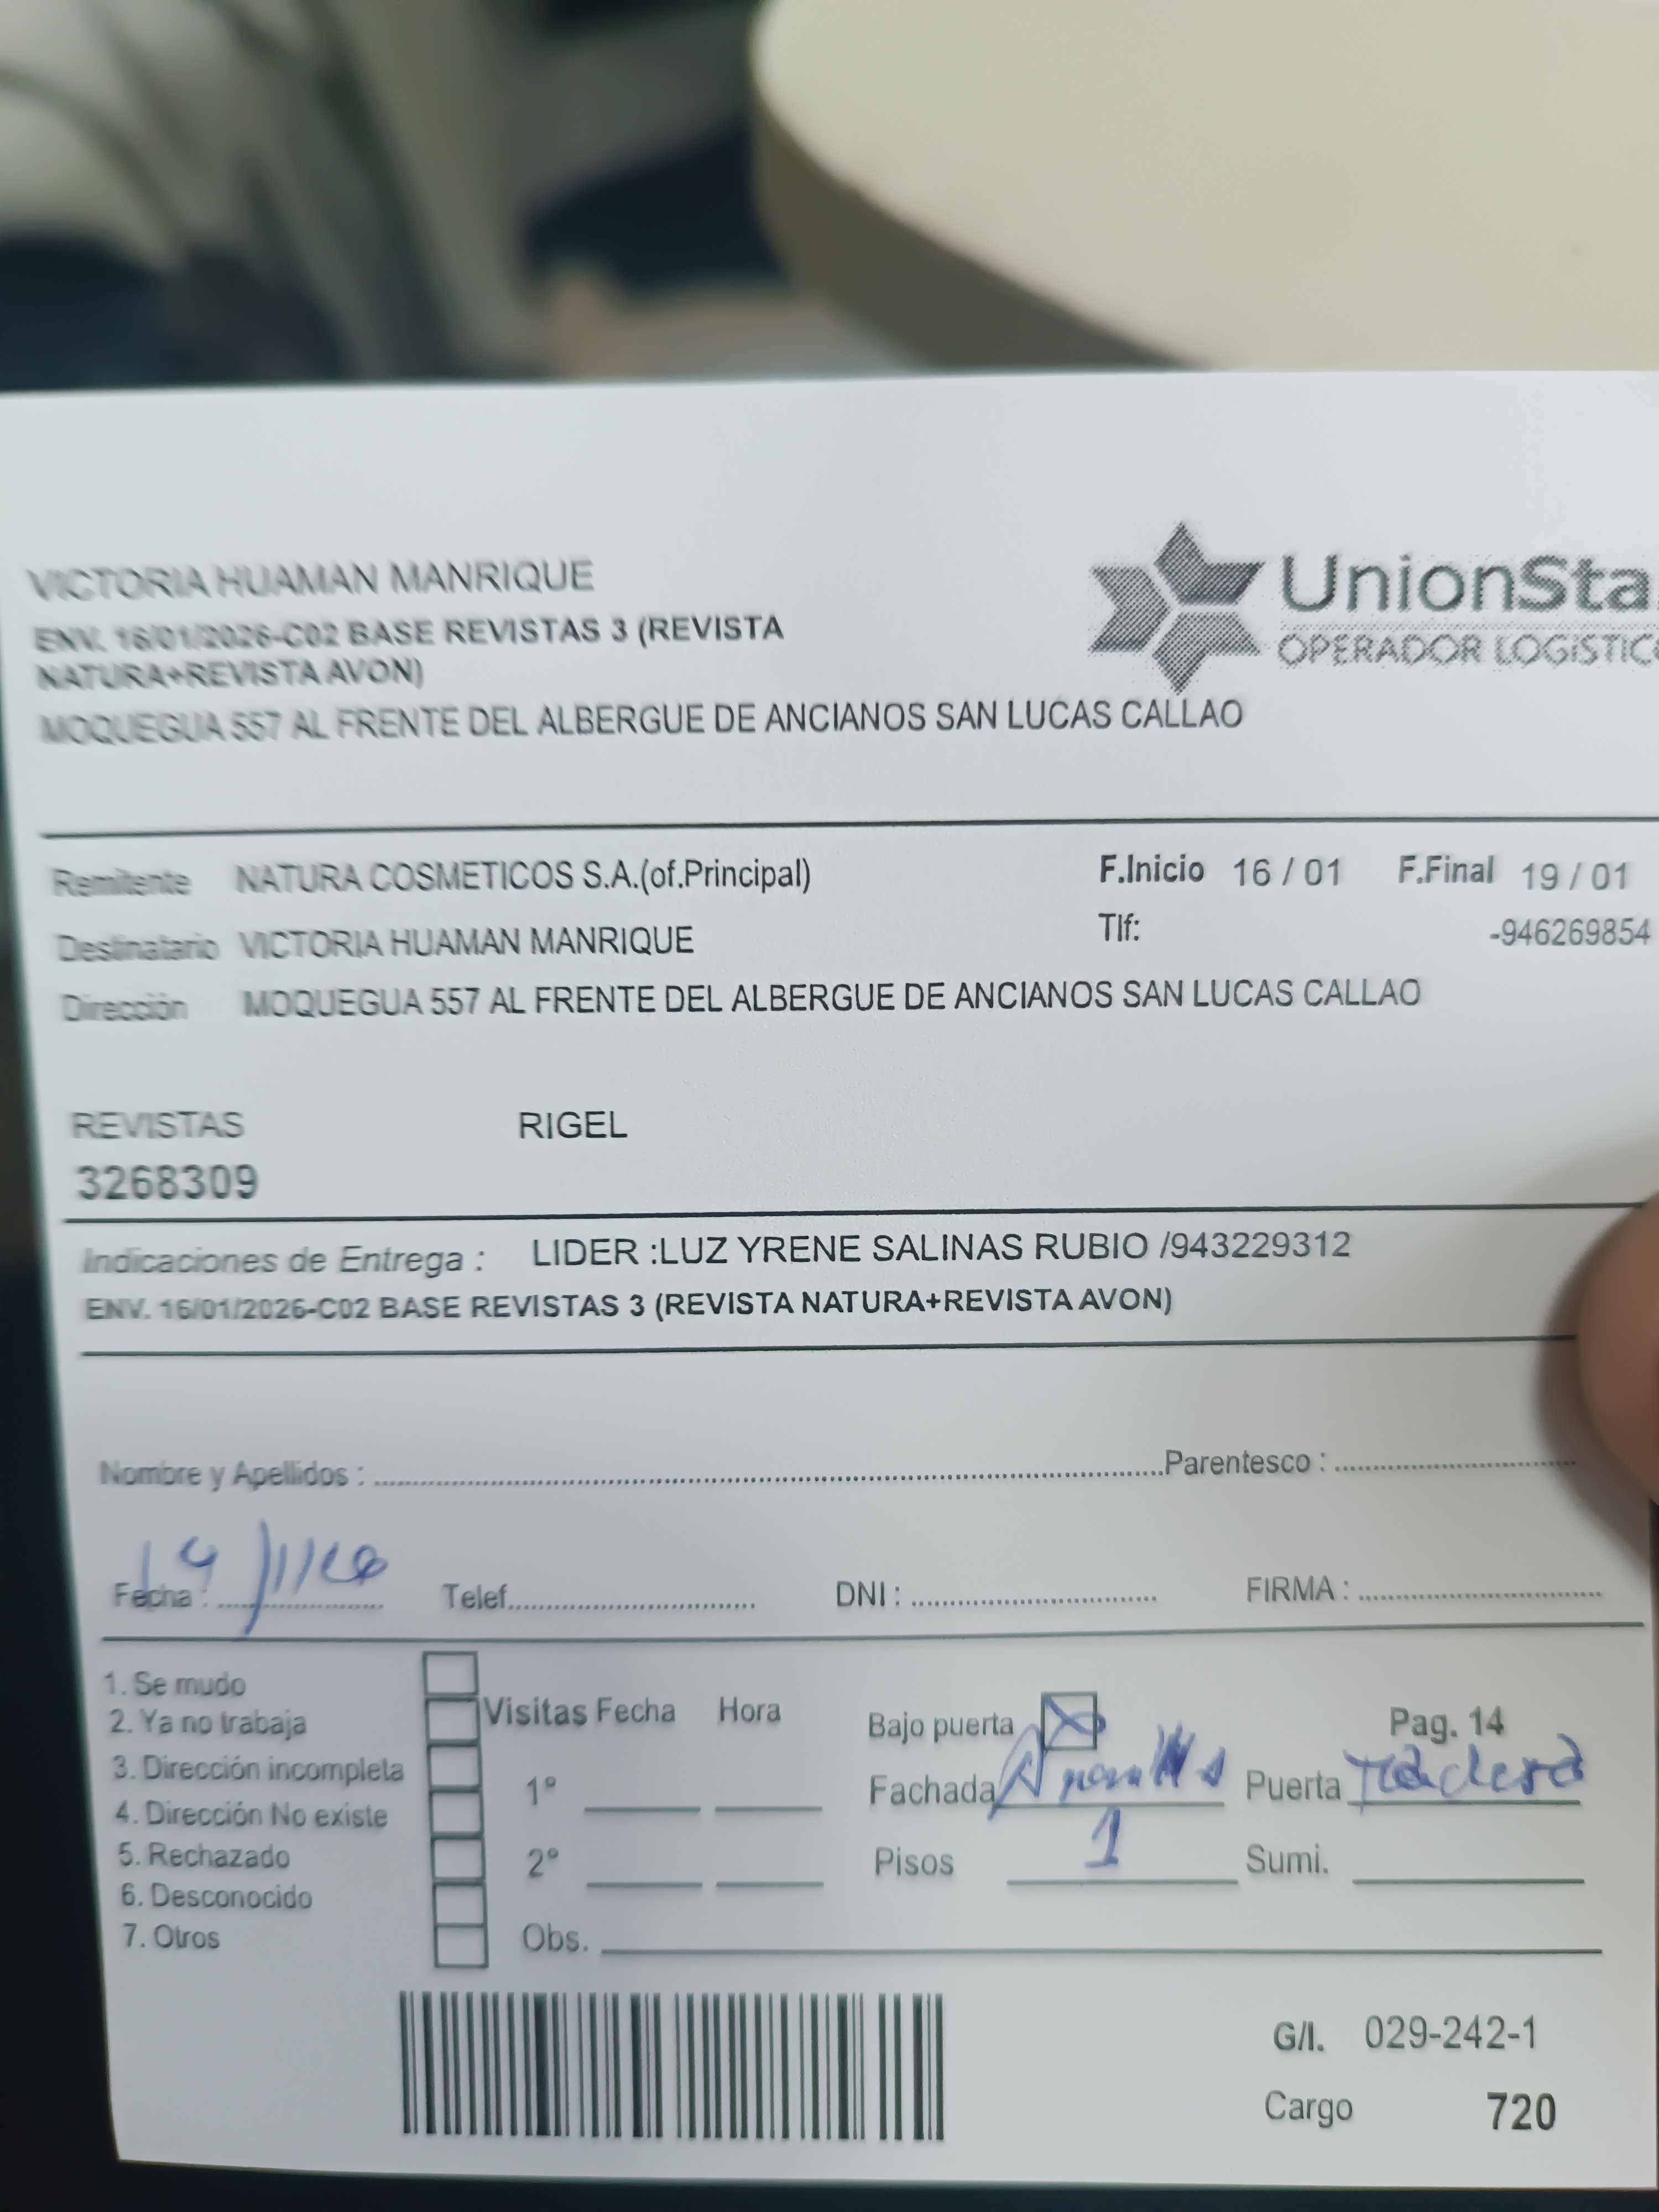 VICTORIA HUAMAN MANRIQUE
ENV. 16/01/2026-C02 BASE REVISTAS 3 (REVISTA
NATURA+REVISTA AVON)
MOQUEGUA 557 AL FRENTE DEL ALBERGUE DE ANCIANOS SAN LUCAS CALLAO
UnionSta
OPERADOR LOGÍSTIC
Remitente NATURA COSMETICOS S.A.(of.Principal) F.Inicio 16 / 01 F.Final 19 / 01
Destinatario VICTORIA HUAMAN MANRIQUE Tlf: -946269854
Dirección MOQUEGUA 557 AL FRENTE DEL ALBERGUE DE ANCIANOS SAN LUCAS CALLAO
REVISTAS RIGEL
3268309
Indicaciones de Entrega : LIDER :LUZ YRENE SALINAS RUBIO /943229312
ENV. 16/01/2026-C02 BASE REVISTAS 3 (REVISTA NATURA+REVISTA AVON)
Nombre y Apellidos : Parentesco :
Fecha : Telef. DNI : FIRMA :
1. Se mudo
2. Ya no trabaja
3. Dirección incompleta
4. Dirección No existe
5. Rechazado
6. Desconocido
7. Otros
Visitas Fecha Hora
1°
2°
Obs.
Bajo puerta Pag. 14
Fachada Puerta
Pisos 1 Sumi.
G/I. 029-242-1
Cargo 720